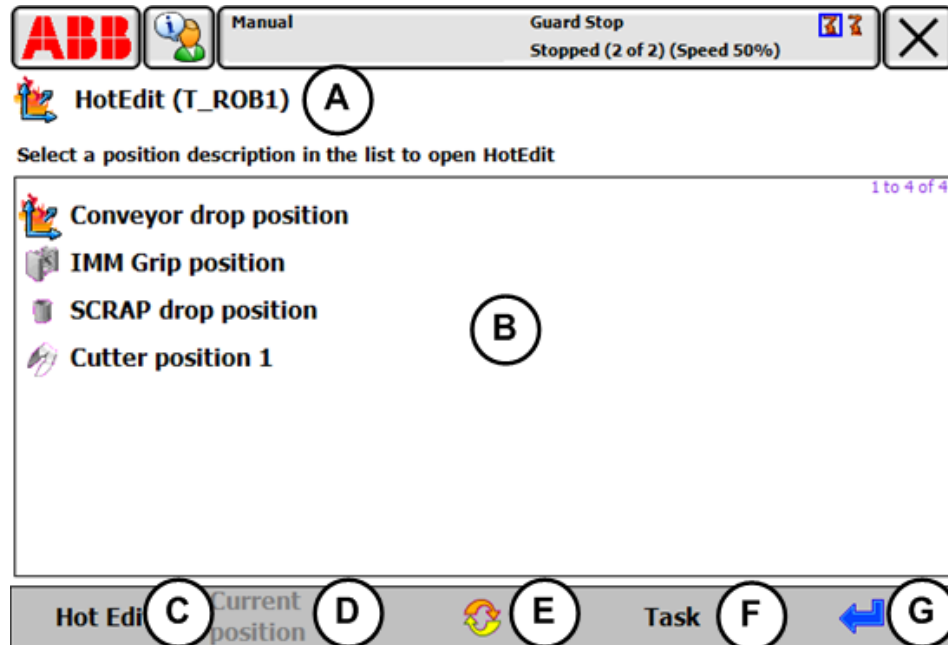 ABB
Manual
Guard Stop
Stopped (2 of 2) (Speed 50%)
HotEdit (T_ROB1)
A
Select a position description in the list to open HotEdit
1 to 4 of 4
Conveyor drop position
IMM Grip position
SCRAP drop position
B
Cutter position 1
Hot Edi
C
Current position
D
E
Task
F
G